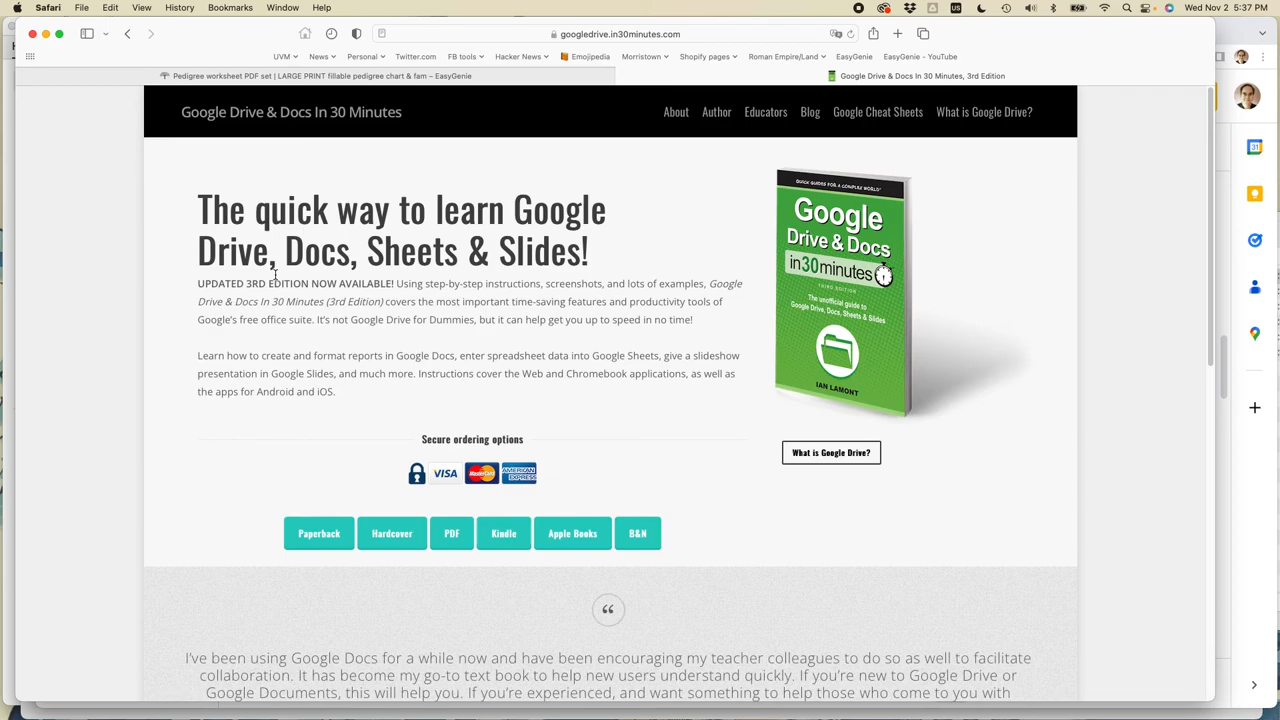 Safari File Edit View History Bookmarks Window Help
Wed Nov 2 5:37 PM
googledrive.in30minutes.com
UVM News Personal Twitter.com FB tools Hacker News Emojipedia Morristown Shopify pages Roman Empire/Land EasyGenie EasyGenie - YouTube
Pedigree worksheet PDF set | LARGE PRINT fillable pedigree chart & fam – EasyGenie
Google Drive & Docs In 30 Minutes, 3rd Edition
Google Drive & Docs In 30 Minutes
About Author Educators Blog Google Cheat Sheets What is Google Drive?
The quick way to learn Google
Drive, Docs, Sheets & Slides!
UPDATED 3RD EDITION NOW AVAILABLE! Using step-by-step instructions, screenshots, and lots of examples, Google
Drive & Docs In 30 Minutes (3rd Edition) covers the most important time-saving features and productivity tools of
Google's free office suite. It's not Google Drive for Dummies, but it can help get you up to speed in no time!
Learn how to create and format reports in Google Docs, enter spreadsheet data into Google Sheets, give a slideshow
presentation in Google Slides, and much more. Instructions cover the Web and Chromebook applications, as well as
the apps for Android and iOS.
QUICK GUIDES FOR A COMPLEX WORLD®
Google
Drive & Docs
in30minutes
THIRD EDITION
The unofficial guide to
Google Drive, Docs, Sheets & Slides
IAN LAMONT
What is Google Drive?
Secure ordering options
VISA MasterCard AMERICAN EXPRESS
Paperback Hardcover PDF Kindle Apple Books B&N
“
I've been using Google Docs for a while now and have been encouraging my teacher colleagues to do so as well to facilitate
collaboration. It has become my go-to text book to help new users understand quickly. If you're new to Google Drive or
Google Documents, this will help you. If you're experienced, and want something to help those who come to you with
31